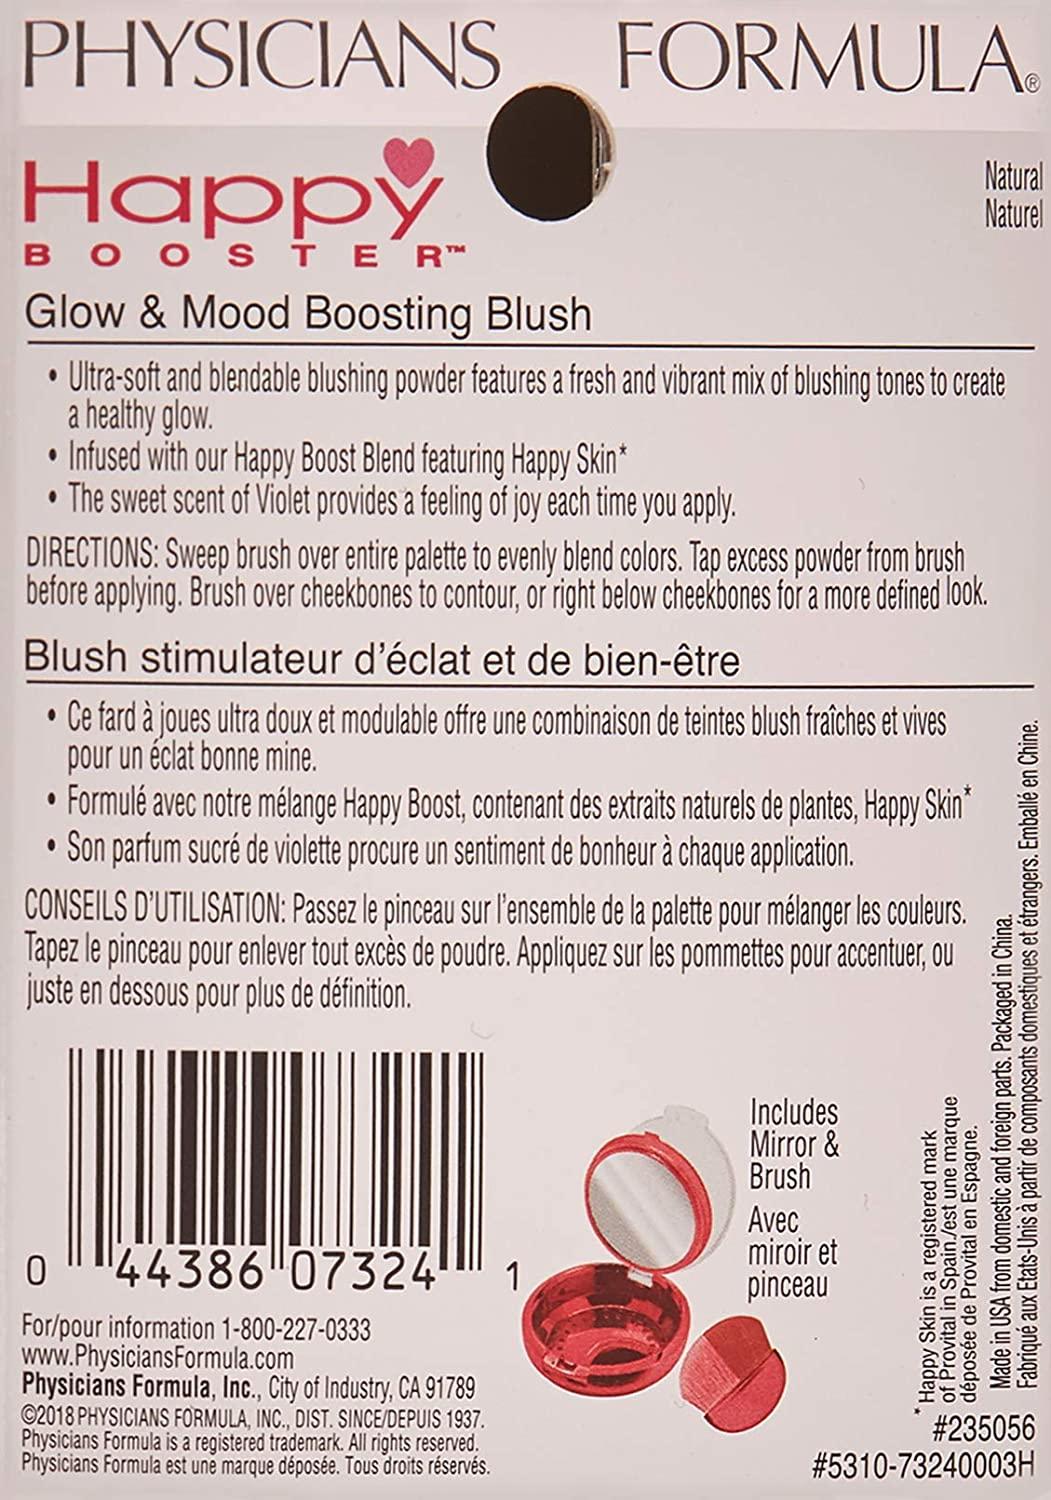 PHYSICIANS FORMULA®
Happy
BOOSTER™
Natural
Naturel
Glow & Mood Boosting Blush
• Ultra-soft and blendable blushing powder features a fresh and vibrant mix of blushing tones to create
a healthy glow.
• Infused with our Happy Boost Blend featuring Happy Skin*
• The sweet scent of Violet provides a feeling of joy each time you apply.
DIRECTIONS: Sweep brush over entire palette to evenly blend colors. Tap excess powder from brush
before applying. Brush over cheekbones to contour, or right below cheekbones for a more defined look.
Blush stimulateur d'éclat et de bien-être
• Ce fard à joues ultra doux et modulable offre une combinaison de teintes blush fraîches et vives
pour un éclat bonne mine.
• Formulé avec notre mélange Happy Boost, contenant des extraits naturels de plantes, Happy Skin*
• Son parfum sucré de violette procure un sentiment de bonheur à chaque application.
CONSEILS D'UTILISATION: Passez le pinceau sur l'ensemble de la palette pour mélanger les couleurs.
Tapez le pinceau pour enlever tout excès de poudre. Appliquez sur les pommettes pour accentuer, ou
juste en dessous pour plus de définition.
0 44386 07324 1
For/pour information 1-800-227-0333
www.PhysiciansFormula.com
Physicians Formula, Inc., City of Industry, CA 91789
©2018 PHYSICIANS FORMULA, INC., DIST. SINCE/DEPUIS 1937.
Physicians Formula is a registered trademark. All rights reserved.
Physicians Formula est une marque déposée. Tous droits réservés.
Includes
Mirror &
Brush
Avec
miroir et
pinceau
* Happy Skin is a registered mark
of Provital in Spain./est une marque
déposée de Provital en Espagne.
Made in USA from domestic and foreign parts. Packaged in China.
Fabriqué aux Etats-Unis à partir de composants domestiques et étrangers. Emballé en Chine.
#235056
#5310-73240003H